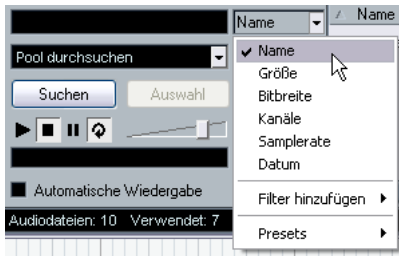 Name
Name
Pool durchsuchen
Suchen
Auswahl
Automatische Wiedergabe
Audiodateien: 10 Verwendet: 7
Name
Größe
Bitbreite
Kanäle
Samplerate
Datum
Filter hinzufügen
Presets